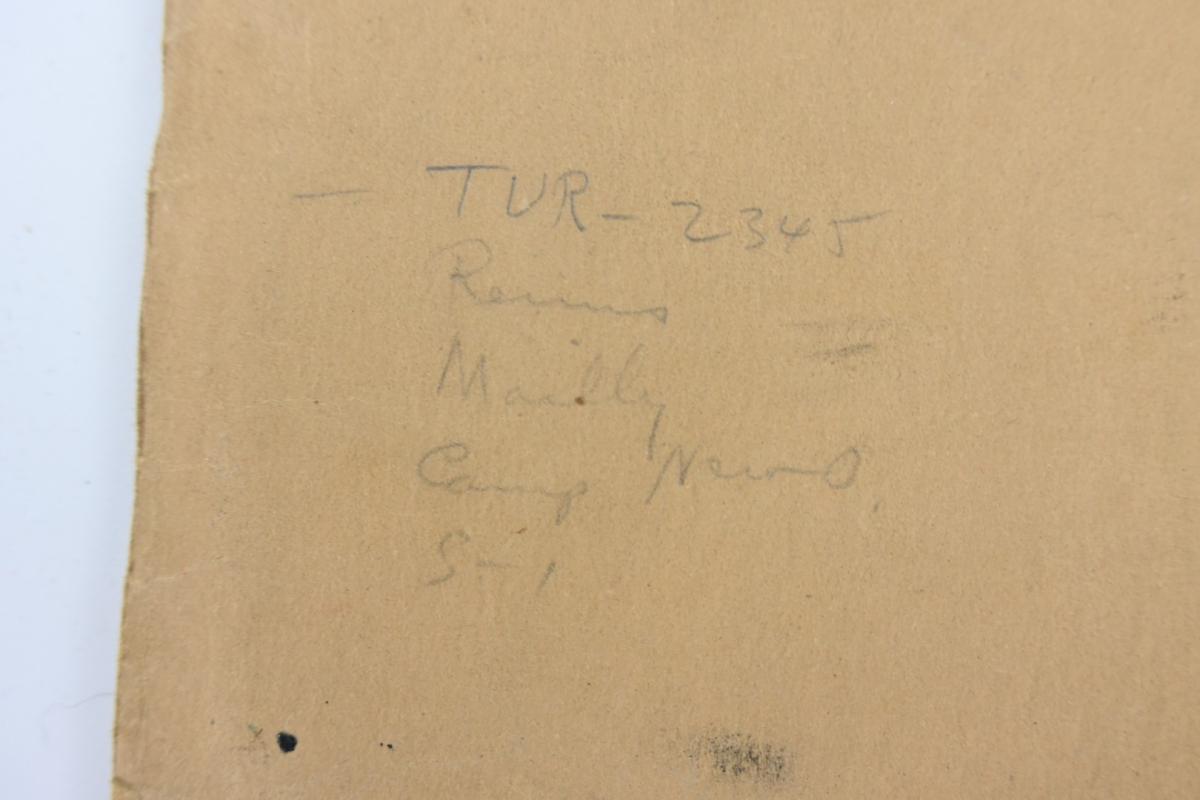 — TUR-2345
Reims
Mailly
Camp New O,
S-1